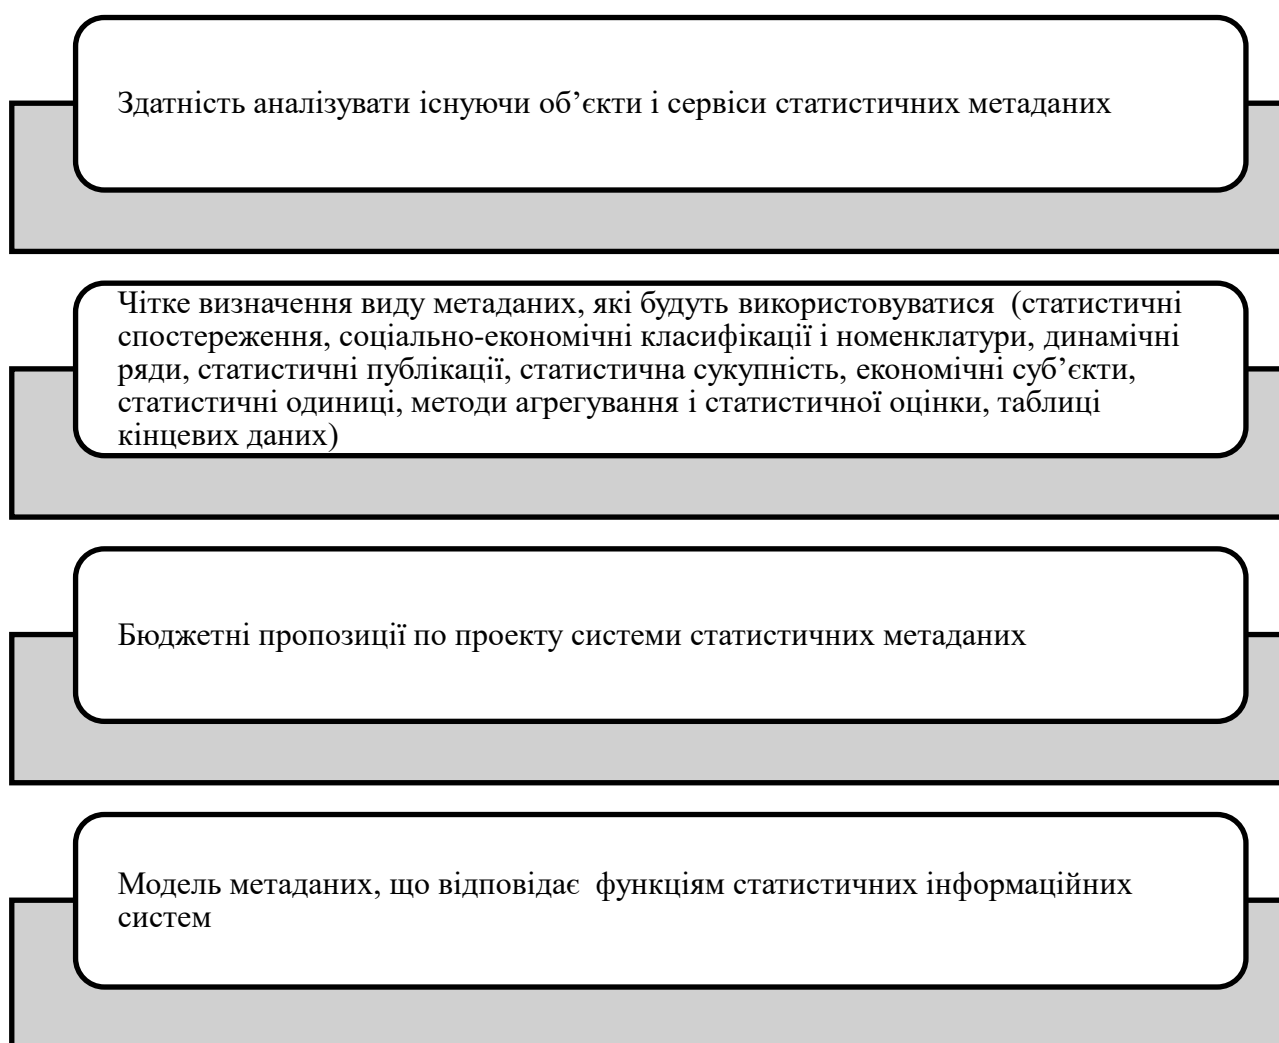 Здатність аналізувати існуючи об’єкти і сервіси статистичних метаданих
Чітке визначення виду метаданих, які будуть використовуватися (статистичні
спостереження, соціально-економічні класифікації і номенклатури, динамічні
ряди, статистичні публікації, статистична сукупність, економічні суб’єкти,
статистичні одиниці, методи агрегування і статистичної оцінки, таблиці
кінцевих даних)
Бюджетні пропозиції по проекту системи статистичних метаданих
Модель метаданих, що відповідає функціям статистичних інформаційних
систем